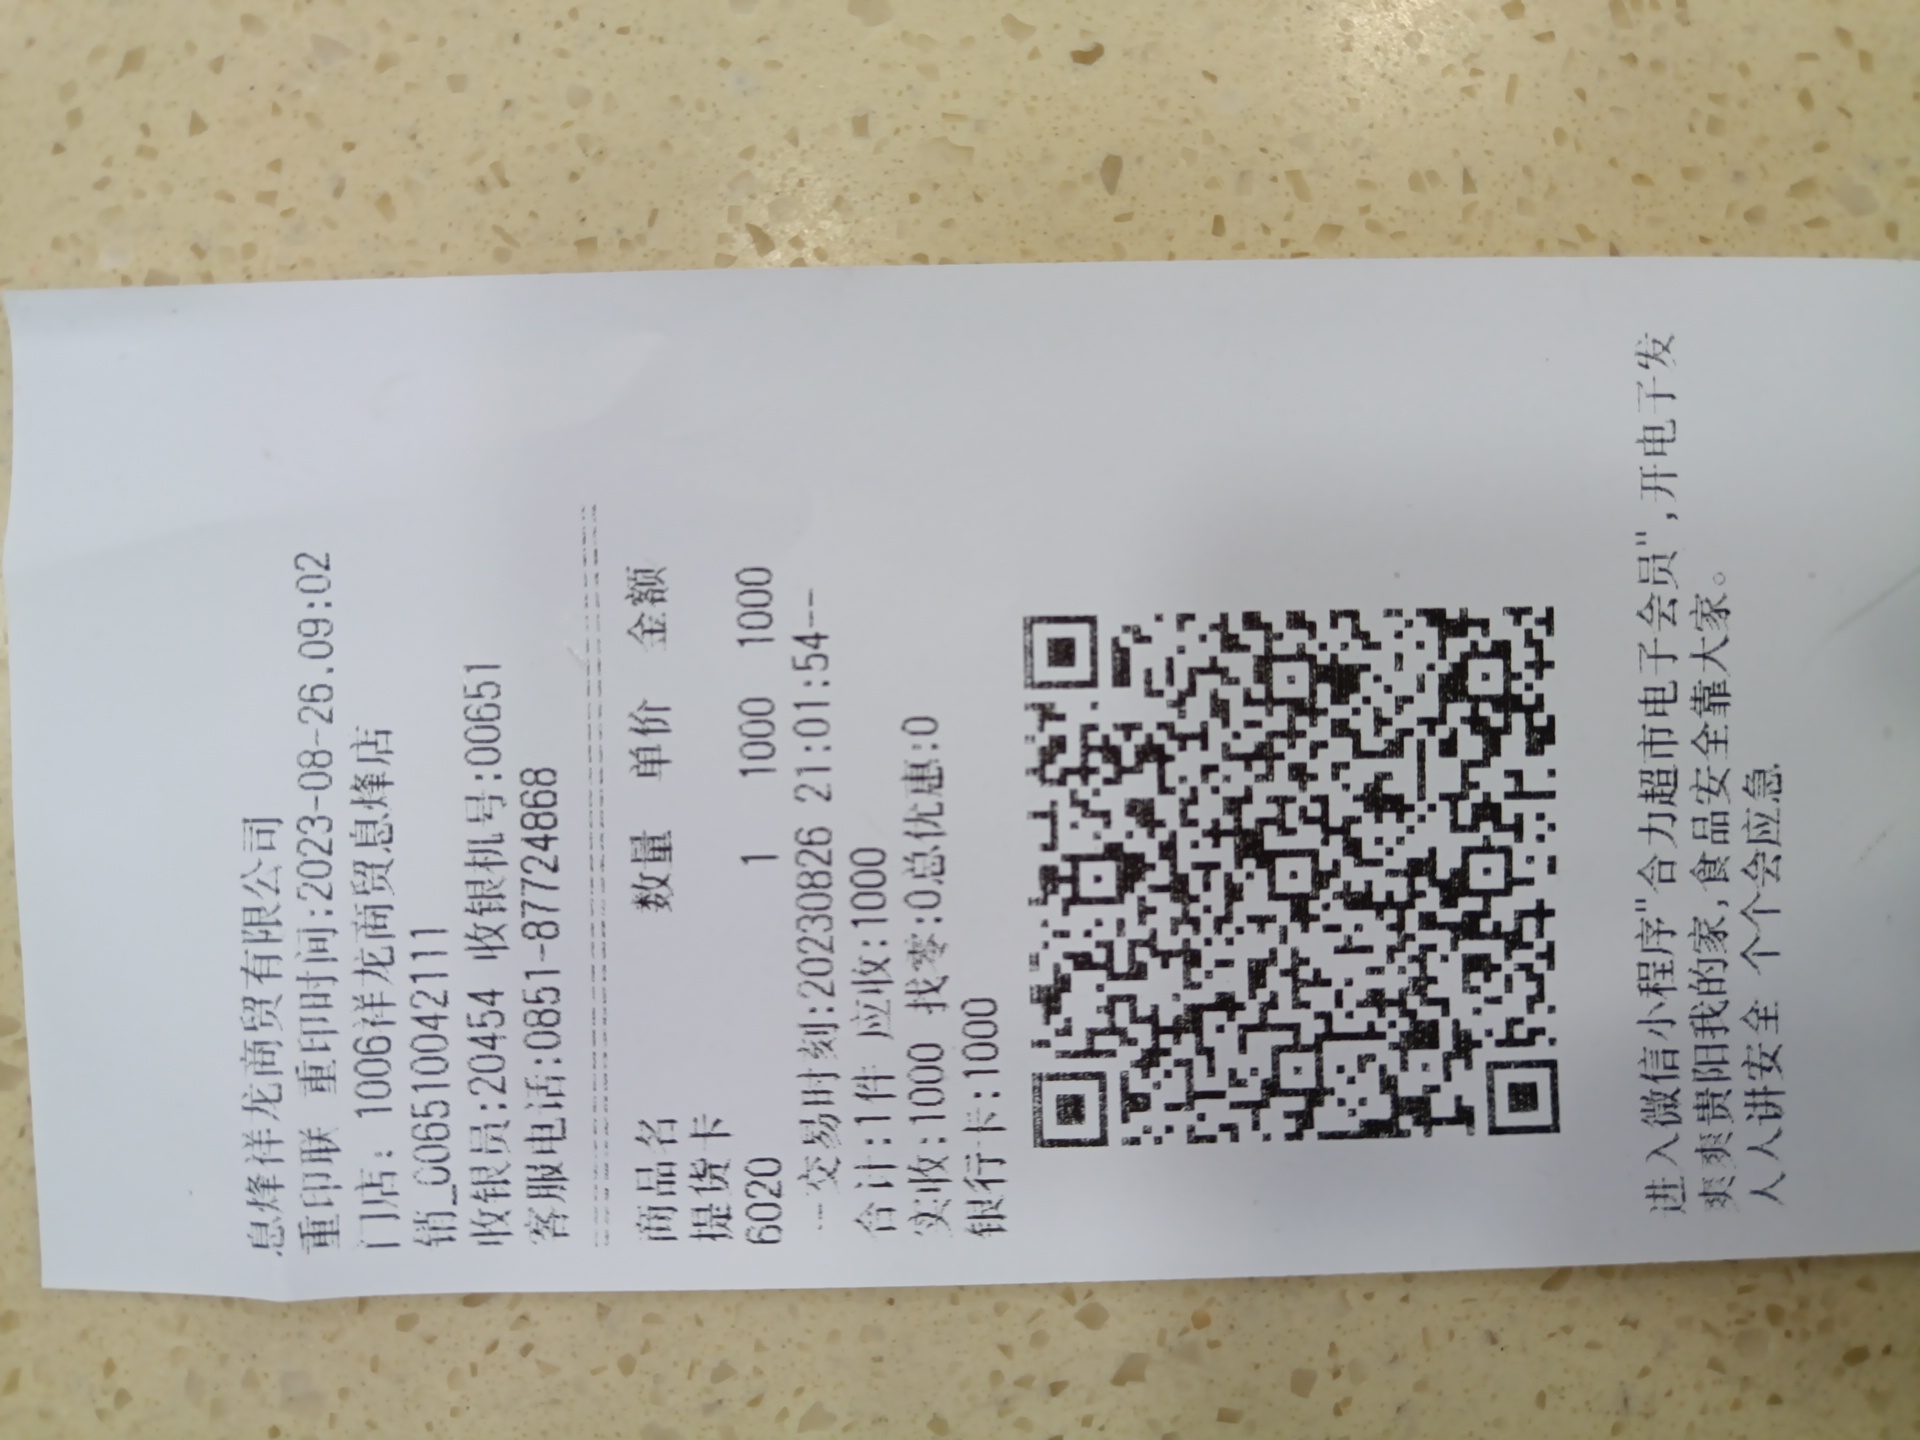 息烽祥龙商贸有限公司
重印联 重印时间:2023-08-26.09:02
门店: 1006祥龙商贸息烽店
销_006510042111
收银员:20454 收银机号:00651
客服电话:0851-87724868
商品名 数量 单价 金额
提货卡
6020 1 1000 1000
---交易时刻:20230826 21:01:54--
合计:1件 应收:1000
实收:1000 找零:0总优惠:0
银行卡:1000
进入微信小程序"合力超市电子会员",开电子发
爽爽贵阳我的家,食品安全靠大家。
人人讲安全 个个会应急